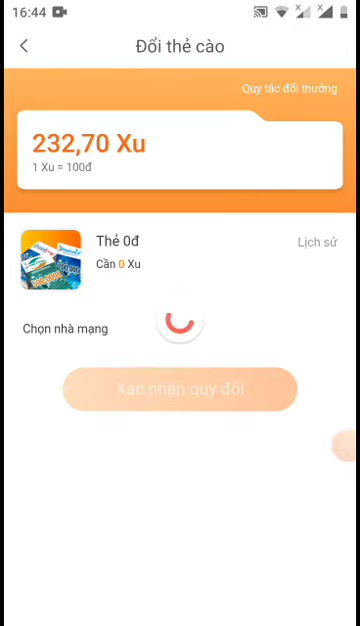 16:44
Đổi thẻ cào
Quy tắc đổi thưởng
232,70 Xu
1 Xu = 100đ
Thẻ 0đ
Lịch sử
Cần 0 Xu
Chọn nhà mạng
Xác nhận quy đổi